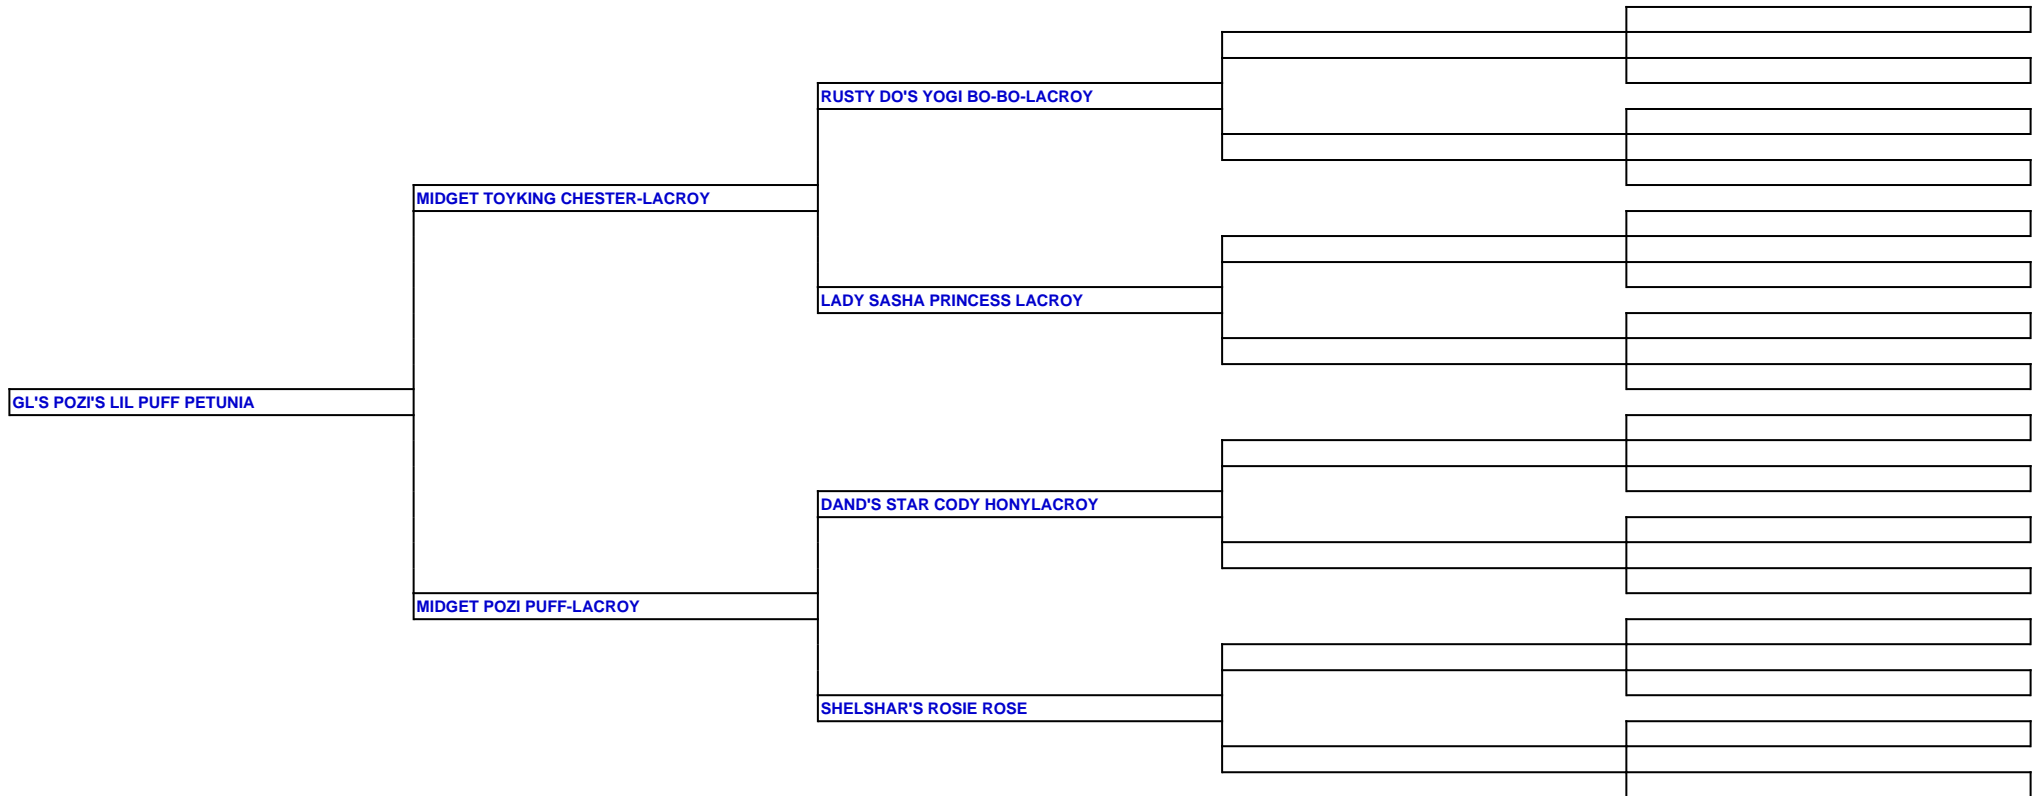 RUSTY DO'S YOGI BO-BO-LACROY
MIDGET TOYKING CHESTER-LACROY
LADY SASHA PRINCESS LACROY
GL'S POZI'S LIL PUFF PETUNIA
DAND'S STAR CODY HONYLACROY
MIDGET POZI PUFF-LACROY
SHELSHAR'S ROSIE ROSE